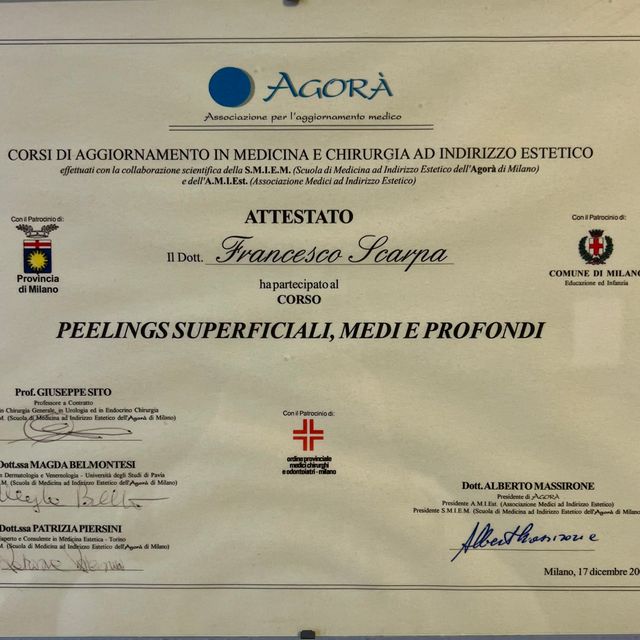 AGORÀ
Associazione per l'aggiornamento medico
CORSI DI AGGIORNAMENTO IN MEDICINA E CHIRURGIA AD INDIRIZZO ESTETICO
effettuati con la collaborazione scientifica della S.M.I.E.M. (Scuola di Medicina ad Indirizzo Estetico dell'Agorà di Milano)
e dell'A.M.I.Est. (Associazione Medici ad Indirizzo Estetico)
ATTESTATO
Il Dott. Francesco Scarpa
ha partecipato al
CORSO
PEELINGS SUPERFICIALI, MEDI E PROFONDI
Con il Patrocinio di:
Provincia
di Milano
Con il Patrocinio di:
COMUNE DI MILANO
Educazione ed Infanzia
Prof. GIUSEPPE SITO
Professore a Contratto
in Chirurgia Generale, in Urologia ed in Endocrino Chirurgia
M. (Scuola di Medicina ad Indirizzo Estetico dell'Agorà di Milano)
Dott.ssa MAGDA BELMONTESI
in Dermatologia e Venereologia - Università degli Studi di Pavia
M. (Scuola di Medicina ad Indirizzo Estetico dell'Agorà di Milano)
Dott.ssa PATRIZIA PIERSINI
Esperto e Consulente in Medicina Estetica - Torino
M. (Scuola di Medicina ad Indirizzo Estetico dell'Agorà di Milano)
Con il Patrocinio di:
ordine provinciale
medici chirurghi
e odontoiatri - milano
Dott. ALBERTO MASSIRONE
Presidente di AGORÀ
Presidente A.M.I.Est. (Associazione Medici ad Indirizzo Estetico)
Presidente S.M.I.E.M. (Scuola di Medicina ad Indirizzo Estetico dell'Agorà di Milano)
Milano, 17 dicembre 20